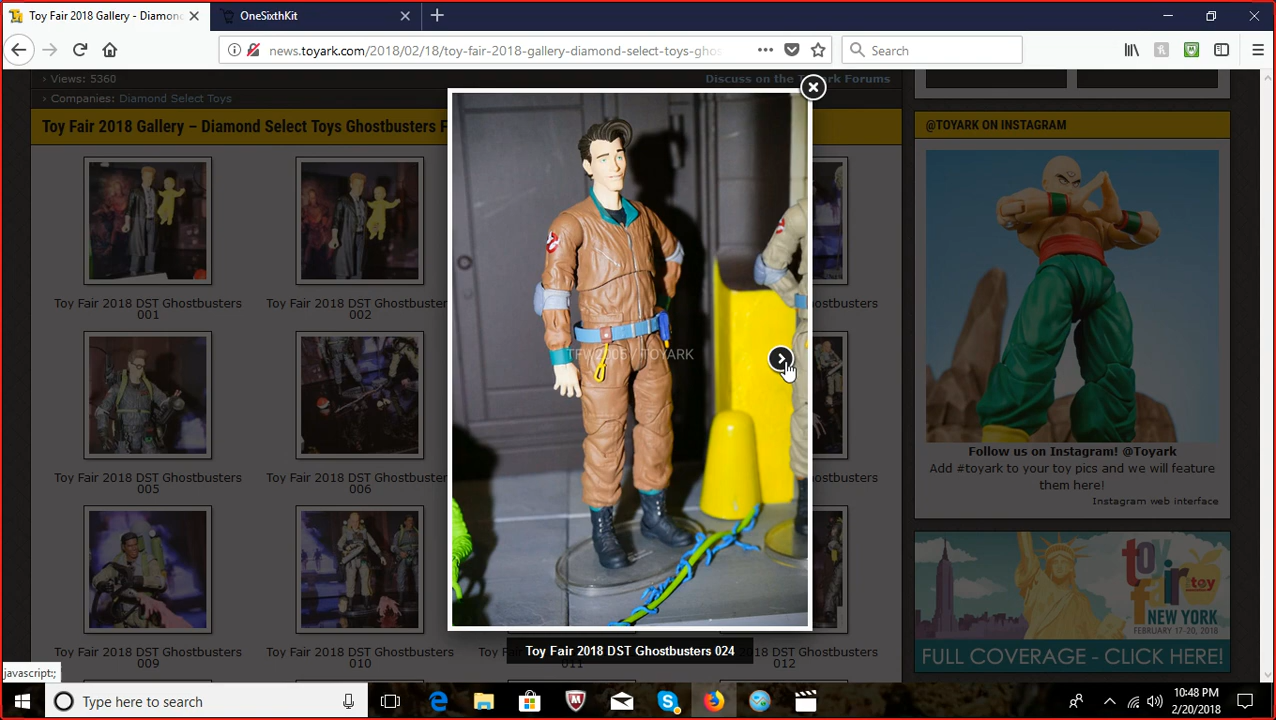 Toy Fair 2018 Gallery - Diamond
OneSixthKit
news.toyark.com/2018/02/18/toy-fair-2018-gallery-diamond-select-toys-ghos
Search
› Views: 5360
Discuss on the Toyark Forums
› Companies: Diamond Select Toys
Toy Fair 2018 Gallery – Diamond Select Toys Ghostbusters F
@TOYARK ON INSTAGRAM
TFW2005 / TOYARK
Toy Fair 2018 DST Ghostbusters
001
Toy Fair 2018 DST Ghostbusters
002
Ghostbusters
Toy Fair 2018 DST Ghostbusters
005
Toy Fair 2018 DST Ghostbusters
006
Ghostbusters
Toy Fair 2018 DST Ghostbusters
009
Toy Fair 2018 DST Ghostbusters
010
011
Ghostbusters
012
Toy Fair 2018 DST Ghostbusters 024
Follow us on Instagram! @Toyark
Add #toyark to your toy pics and we will feature
them here!
Instagram web interface
toy
fair
toy
NEW YORK
FEBRUARY 17-20, 2018
FULL COVERAGE - CLICK HERE!
javascript:;
Type here to search
10:48 PM
2/20/2018